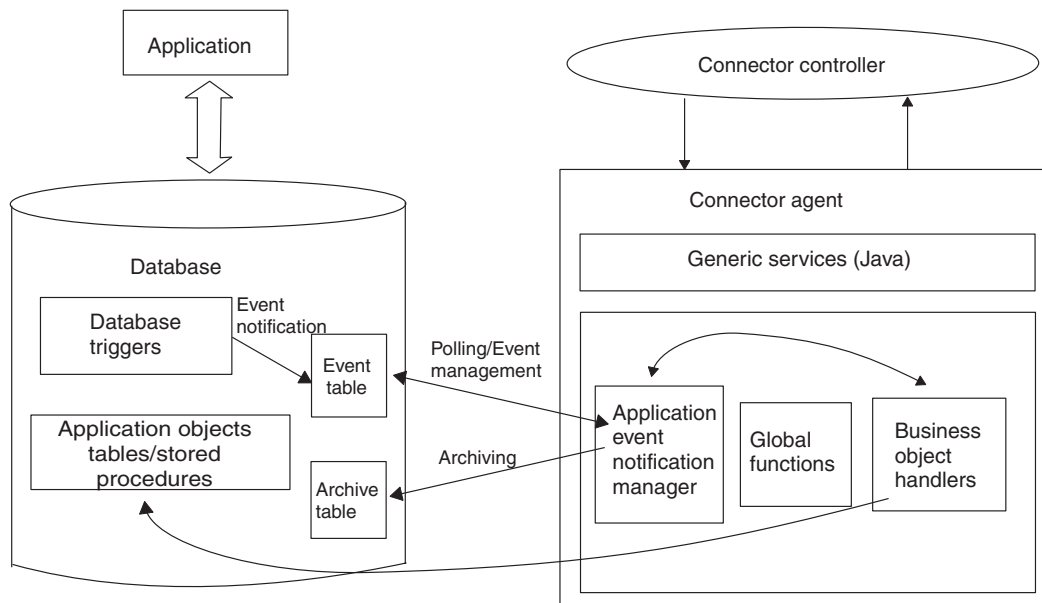 Application
Connector controller
Connector agent
Generic services (Java)
Database
Database
triggers
Event
notification
Event
table
Polling/Event
management
Application objects
tables/stored
procedures
Archiving
Archive
table
Application
event
notification
manager
Global
functions
Business
object
handlers